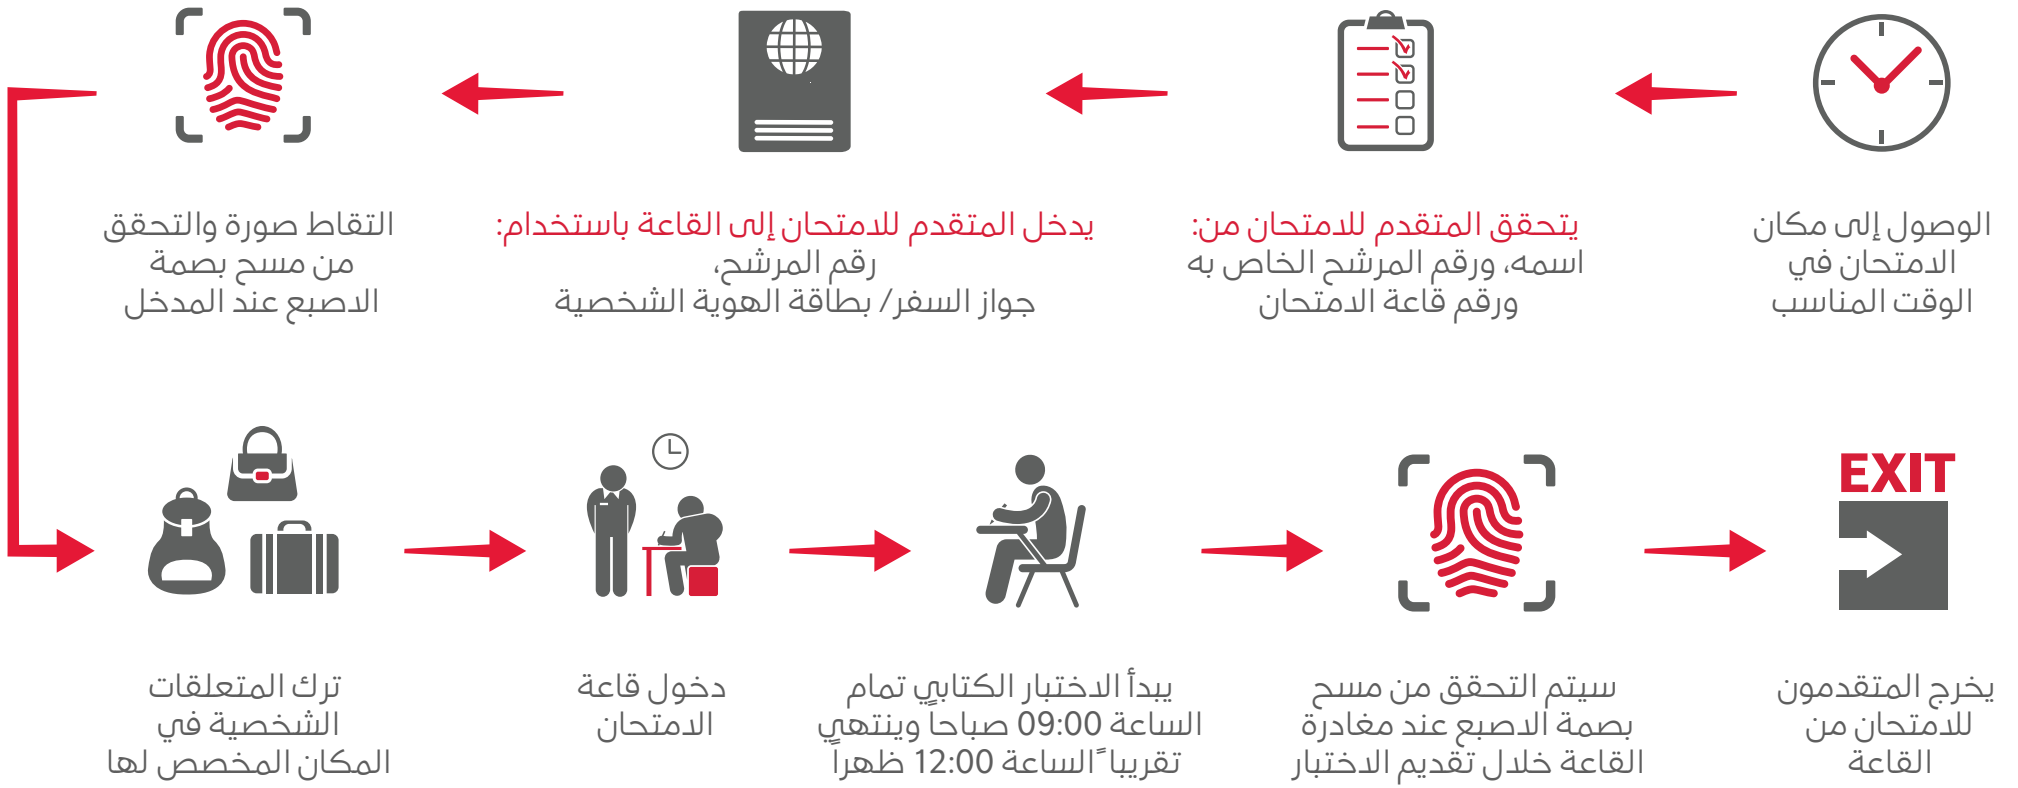 الوصول إلى مكان
الامتحان في
الوقت المناسب
يتحقق المتقدم للامتحان من:
اسمه، ورقم المرشح الخاص به
ورقم قاعة الامتحان
يدخل المتقدم للامتحان إلى القاعة باستخدام:
رقم المرشح،
جواز السفر/ بطاقة الهوية الشخصية
التقاط صورة والتحقق
من مسح بصمة
الاصبع عند المدخل
ترك المتعلقات
الشخصية في
المكان المخصص لها
دخول قاعة
الامتحان
يبدأ الاختبار الكتابي تمام
الساعة 09:00 صباحاً وينتهي
تقريبا ًالساعة 12:00 ظهراً
سيتم التحقق من مسح
بصمة الاصبع عند مغادرة
القاعة خلال تقديم الاختبار
EXIT
يخرج المتقدمون
للامتحان من
القاعة